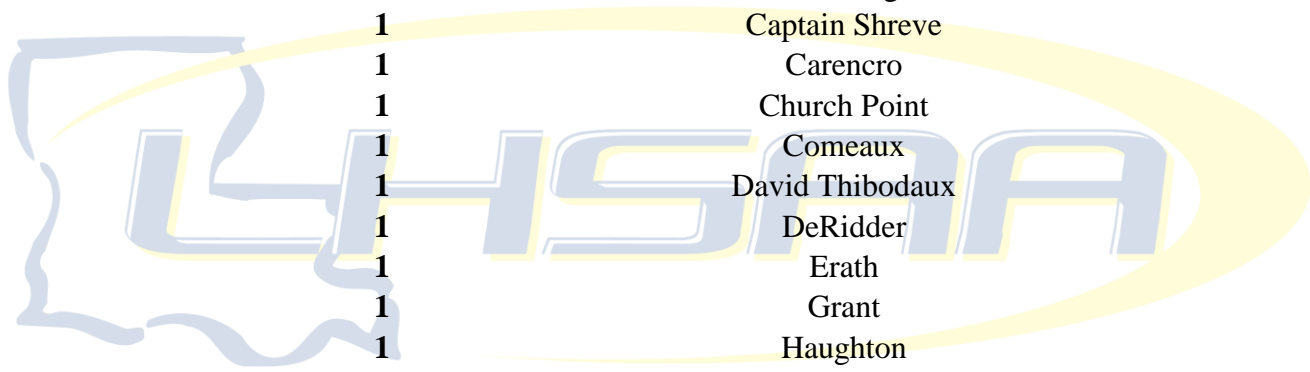 1 Captain Shreve
1 Carencro
1 Church Point
1 Comeaux
1 David Thibodaux
1 DeRidder
1 Erath
1 Grant
1 Haughton
LHSAA